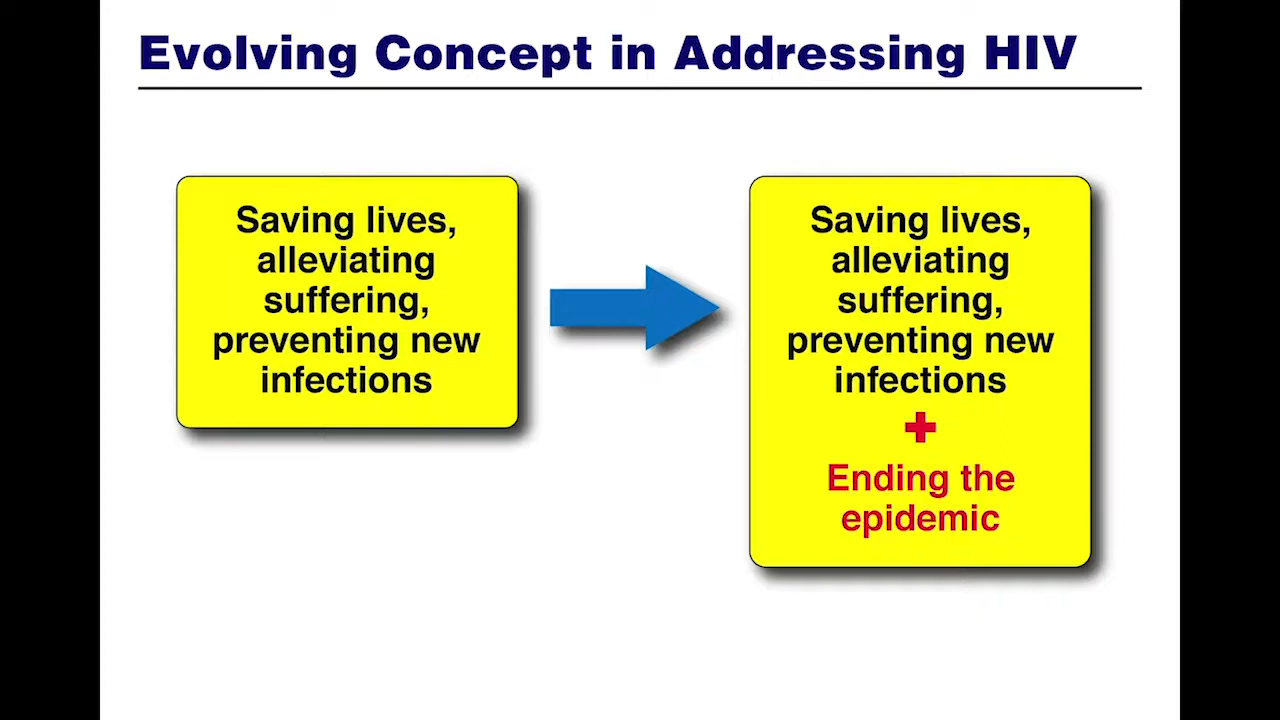 Evolving Concept in Addressing HIV
Saving lives,
alleviating
suffering,
preventing new
infections
Saving lives,
alleviating
suffering,
preventing new
infections
+
Ending the
epidemic